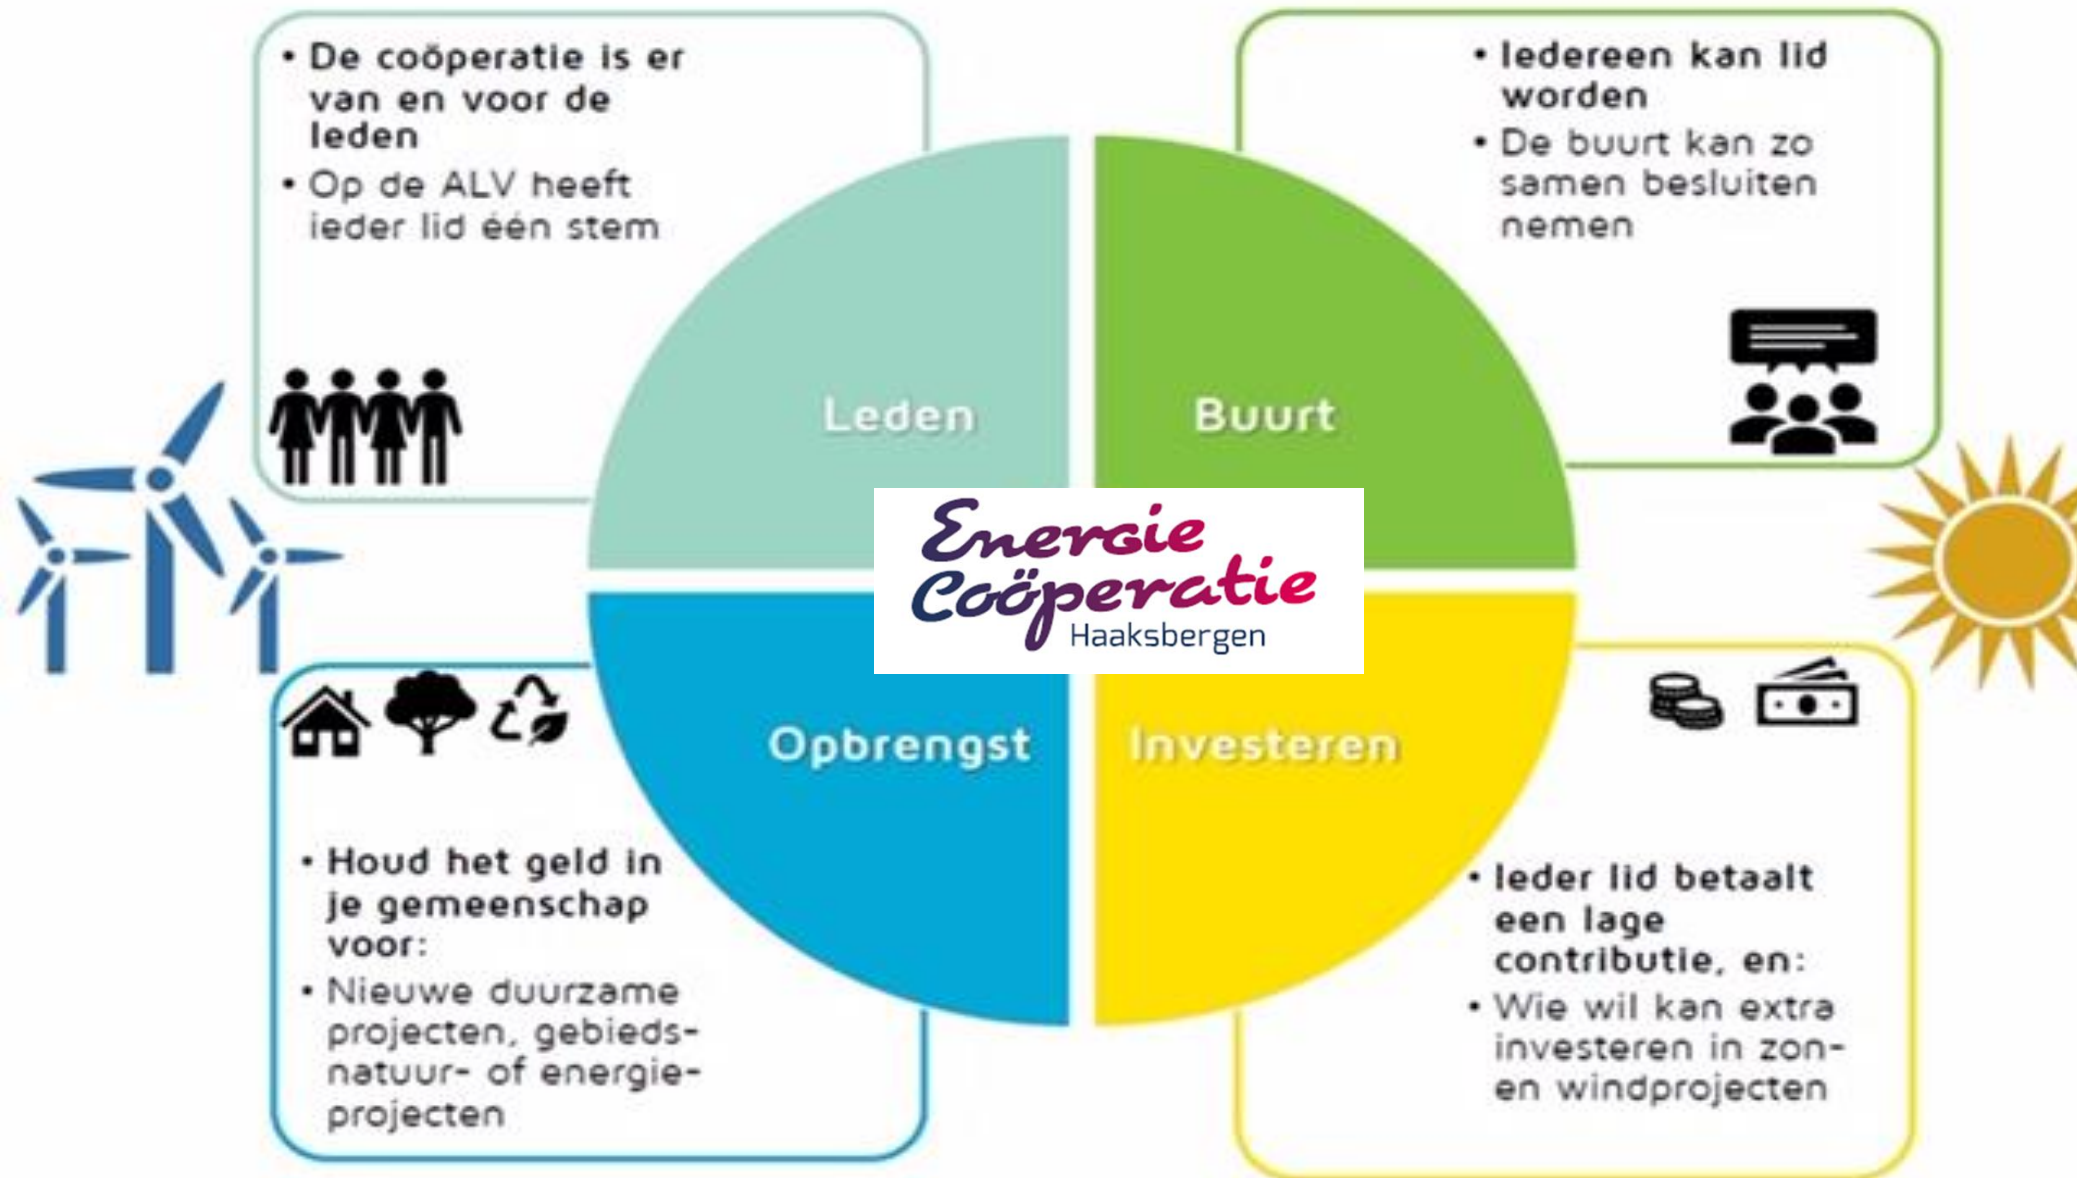 • De coöperatie is er
van en voor de
leden
• Op de ALV heeft
ieder lid één stem
• Iedereen kan lid
worden
• De buurt kan zo
samen besluiten
nemen
Leden
Buurt
Energie
Coöperatie
Haaksbergen
Opbrengst
Investeren
• Houd het geld in
je gemeenschap
voor:
• Nieuwe duurzame
projecten, gebieds-
natuur- of energie-
projecten
• Ieder lid betaalt
een lage
contributie, en:
• Wie wil kan extra
investeren in zon-
en windprojecten